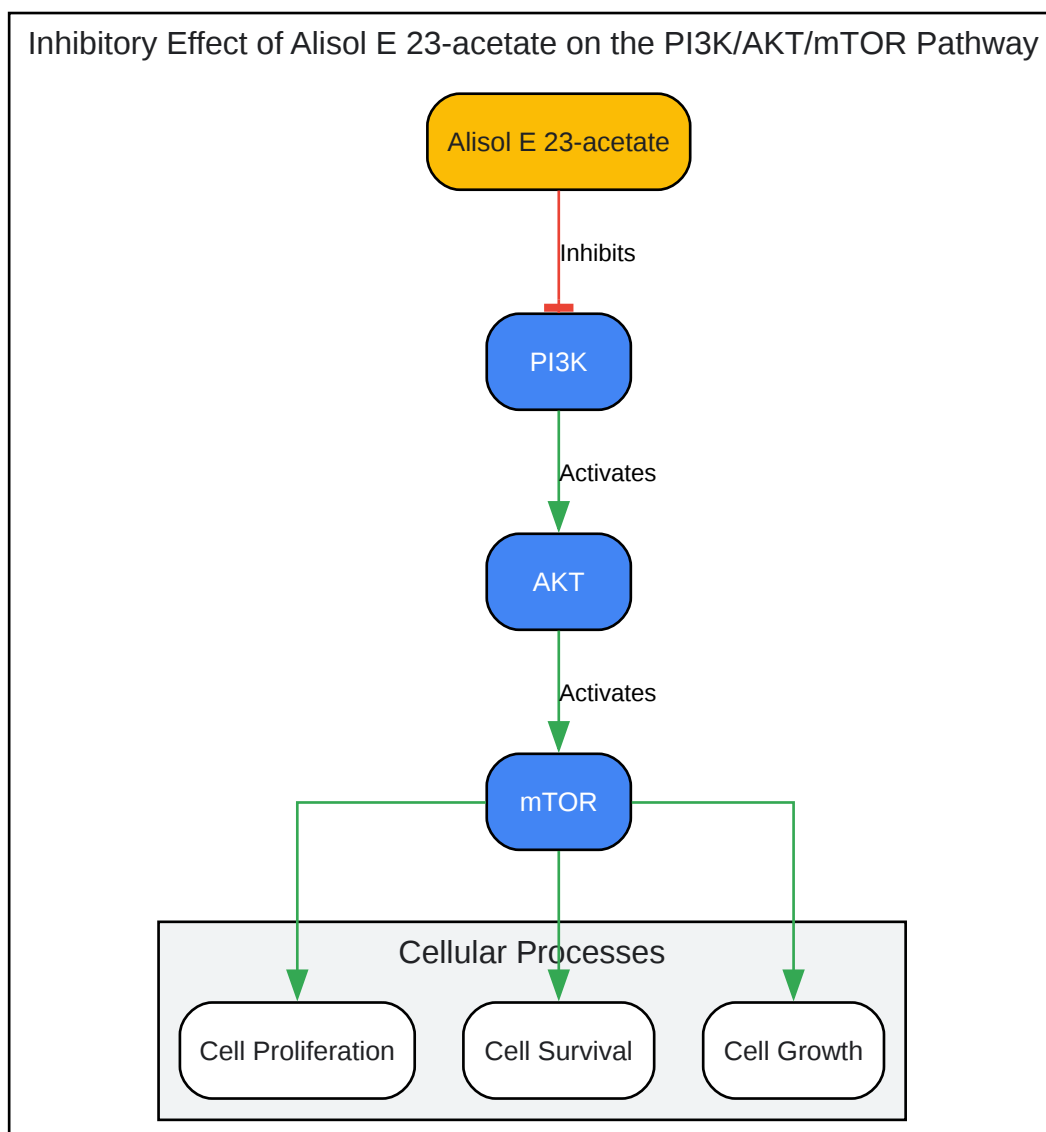 Inhibitory Effect of Alisol E 23-acetate on the PI3K/AKT/mTOR Pathway
Alisol E 23-acetate
Inhibits
PI3K
Activates
AKT
Activates
mTOR
Cellular Processes
Cell Proliferation
Cell Survival
Cell Growth